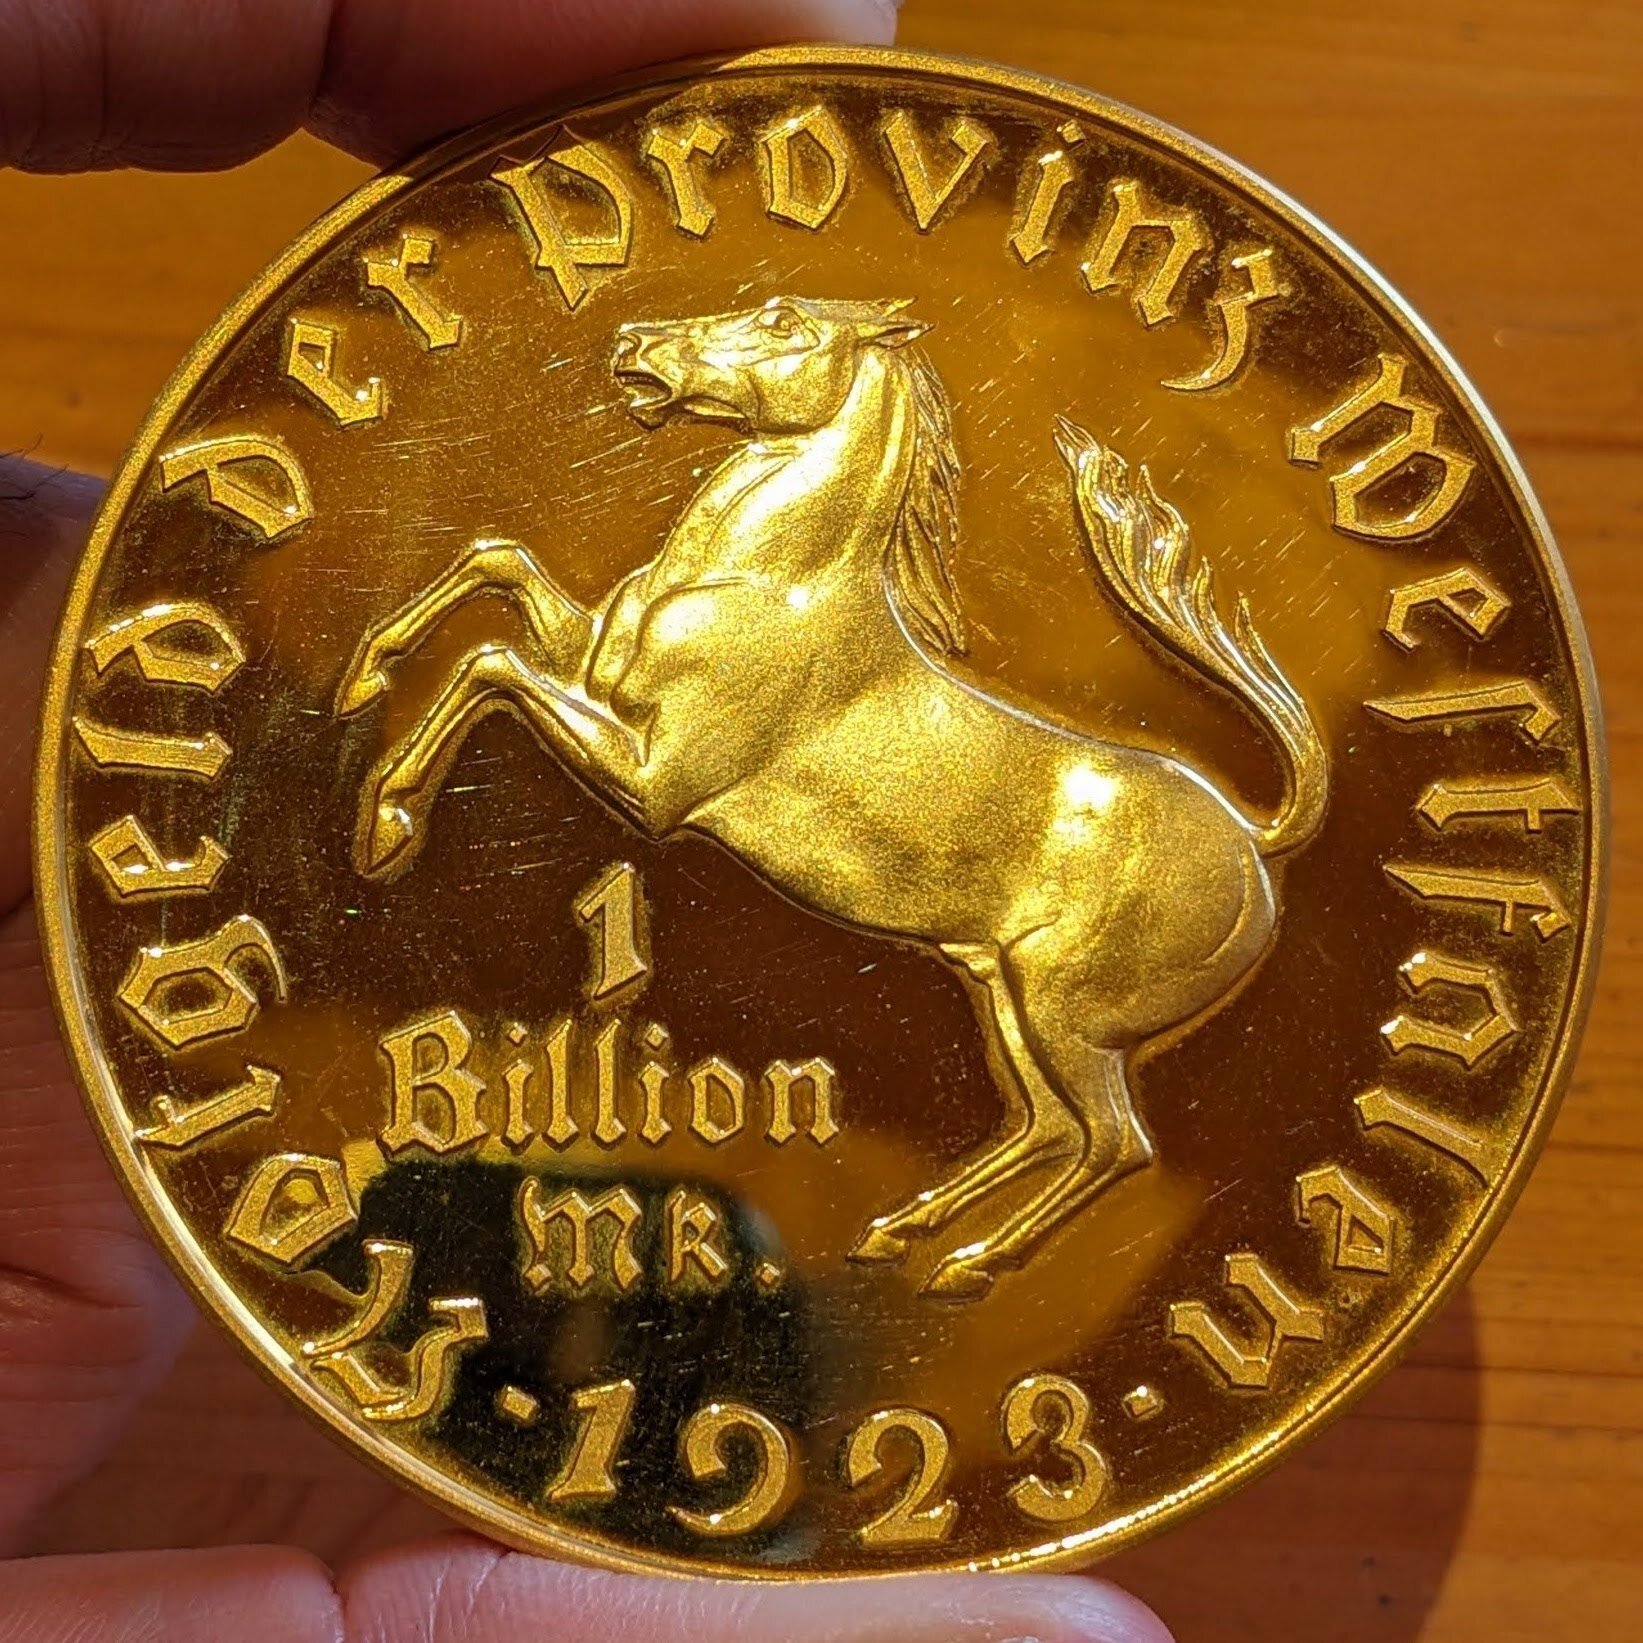 Notgeld der Provinz Westfalen
1
Billion
Mk.
· 1923 ·